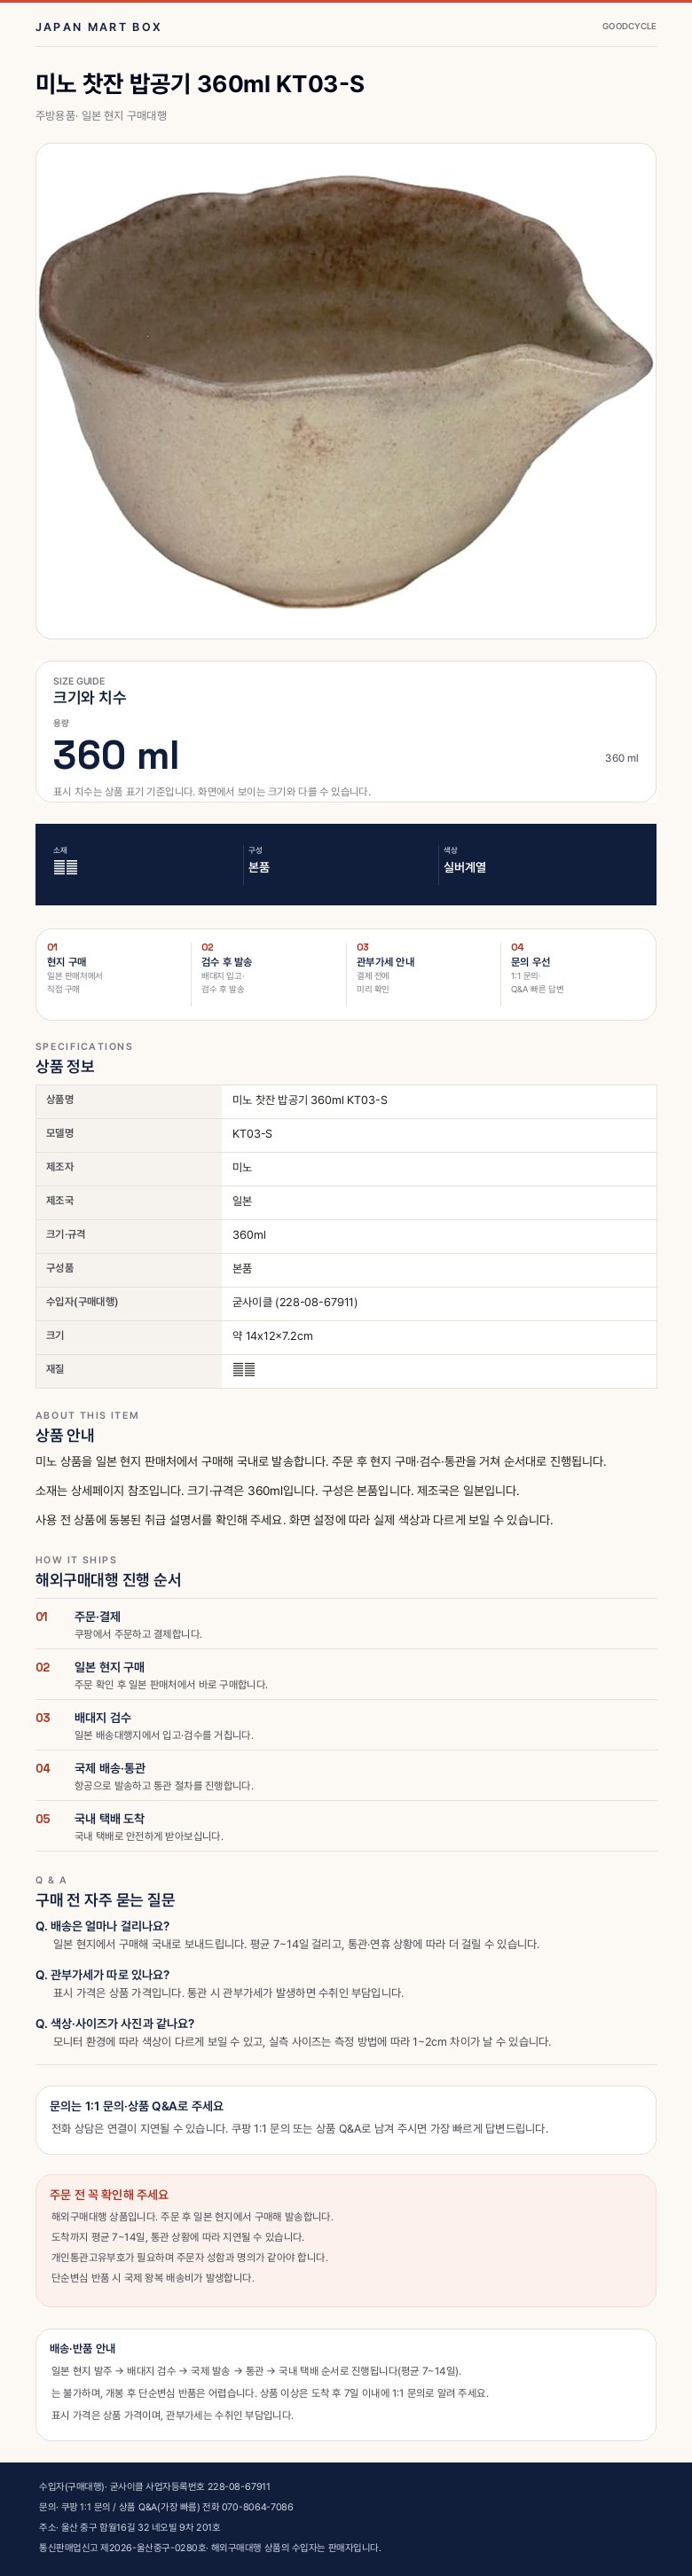 JAPAN MART BOX
GOODCYCLE
미노 찻잔 밥공기 360ml KT03-S
주방용품· 일본 현지 구매대행
SIZE GUIDE
크기와 치수
용량
360 ml
360 ml
표시 치수는 상품 표기 기준입니다. 화면에서 보이는 크기와 다를 수 있습니다.
소재
구성
본품
색상
실버계열
01
현지 구매
일본 판매처에서
직접 구매
02
검수 후 발송
배대지 입고·
검수 후 발송
03
관부가세 안내
결제 전에
미리 확인
04
문의 우선
1:1 문의·
Q&A 빠른 답변
SPECIFICATIONS
상품 정보
상품명 미노 찻잔 밥공기 360ml KT03-S
모델명 KT03-S
제조자 미노
제조국 일본
크기·규격 360ml
구성품 본품
수입자(구매대행) 굳사이클 (228-08-67911)
크기 약 14x12×7.2cm
재질
ABOUT THIS ITEM
상품 안내
미노 상품을 일본 현지 판매처에서 구매해 국내로 발송합니다. 주문 후 현지 구매·검수·통관을 거쳐 순서대로 진행됩니다.
소재는 상세페이지 참조입니다. 크기·규격은 360ml입니다. 구성은 본품입니다. 제조국은 일본입니다.
사용 전 상품에 동봉된 취급 설명서를 확인해 주세요. 화면 설정에 따라 실제 색상과 다르게 보일 수 있습니다.
HOW IT SHIPS
해외구매대행 진행 순서
01 주문·결제
쿠팡에서 주문하고 결제합니다.
02 일본 현지 구매
주문 확인 후 일본 판매처에서 바로 구매합니다.
03 배대지 검수
일본 배송대행지에서 입고·검수를 거칩니다.
04 국제 배송·통관
항공으로 발송하고 통관 절차를 진행합니다.
05 국내 택배 도착
국내 택배로 안전하게 받아보십니다.
Q & A
구매 전 자주 묻는 질문
Q. 배송은 얼마나 걸리나요?
일본 현지에서 구매해 국내로 보내드립니다. 평균 7~14일 걸리고, 통관·연휴 상황에 따라 더 걸릴 수 있습니다.
Q. 관부가세가 따로 있나요?
표시 가격은 상품 가격입니다. 통관 시 관부가세가 발생하면 수취인 부담입니다.
Q. 색상·사이즈가 사진과 같나요?
모니터 환경에 따라 색상이 다르게 보일 수 있고, 실측 사이즈는 측정 방법에 따라 1~2cm 차이가 날 수 있습니다.
문의는 1:1 문의·상품 Q&A로 주세요
전화 상담은 연결이 지연될 수 있습니다. 쿠팡 1:1 문의 또는 상품 Q&A로 남겨 주시면 가장 빠르게 답변드립니다.
주문 전 꼭 확인해 주세요
해외구매대행 상품입니다. 주문 후 일본 현지에서 구매해 발송합니다.
도착까지 평균 7~14일, 통관 상황에 따라 지연될 수 있습니다.
개인통관고유부호가 필요하며 주문자 성함과 명의가 같아야 합니다.
단순변심 반품 시 국제 왕복 배송비가 발생합니다.
배송·반품 안내
일본 현지 발주 → 배대지 검수 → 국제 발송 → 통관 → 국내 택배 순서로 진행됩니다(평균 7~14일).
는 불가하며, 개봉 후 단순변심 반품은 어렵습니다. 상품 이상은 도착 후 7일 이내에 1:1 문의로 알려 주세요.
표시 가격은 상품 가격이며, 관부가세는 수취인 부담입니다.
수입자(구매대행)· 굳사이클 사업자등록번호 228-08-67911
문의· 쿠팡 1:1 문의 / 상품 Q&A(가장 빠름) 전화 070-8064-7086
주소· 울산 중구 함월16길 32 네오빌 9차 201호
통신판매업신고 제2026-울산중구-0280호· 해외구매대행 상품의 수입자는 판매자입니다.